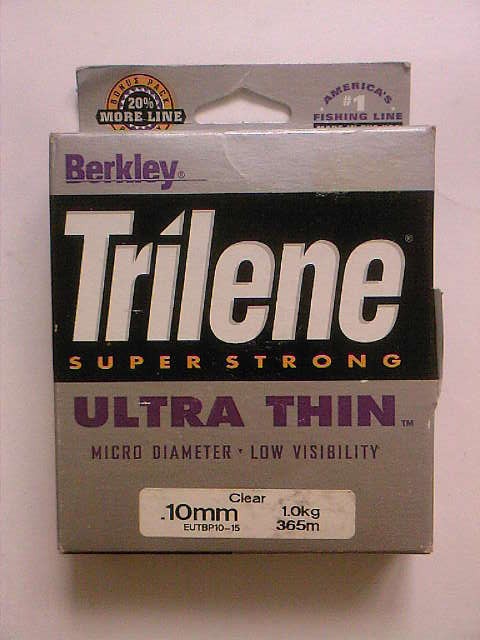 BONUS PACK
20%
MORE LINE
AMERICA'S
#1
FISHING LINE
Berkley®
Trilene®
SUPER STRONG
ULTRA THIN™
MICRO DIAMETER · LOW VISIBILITY
Clear
.10mm 1.0kg
EUTBP10-15 365m